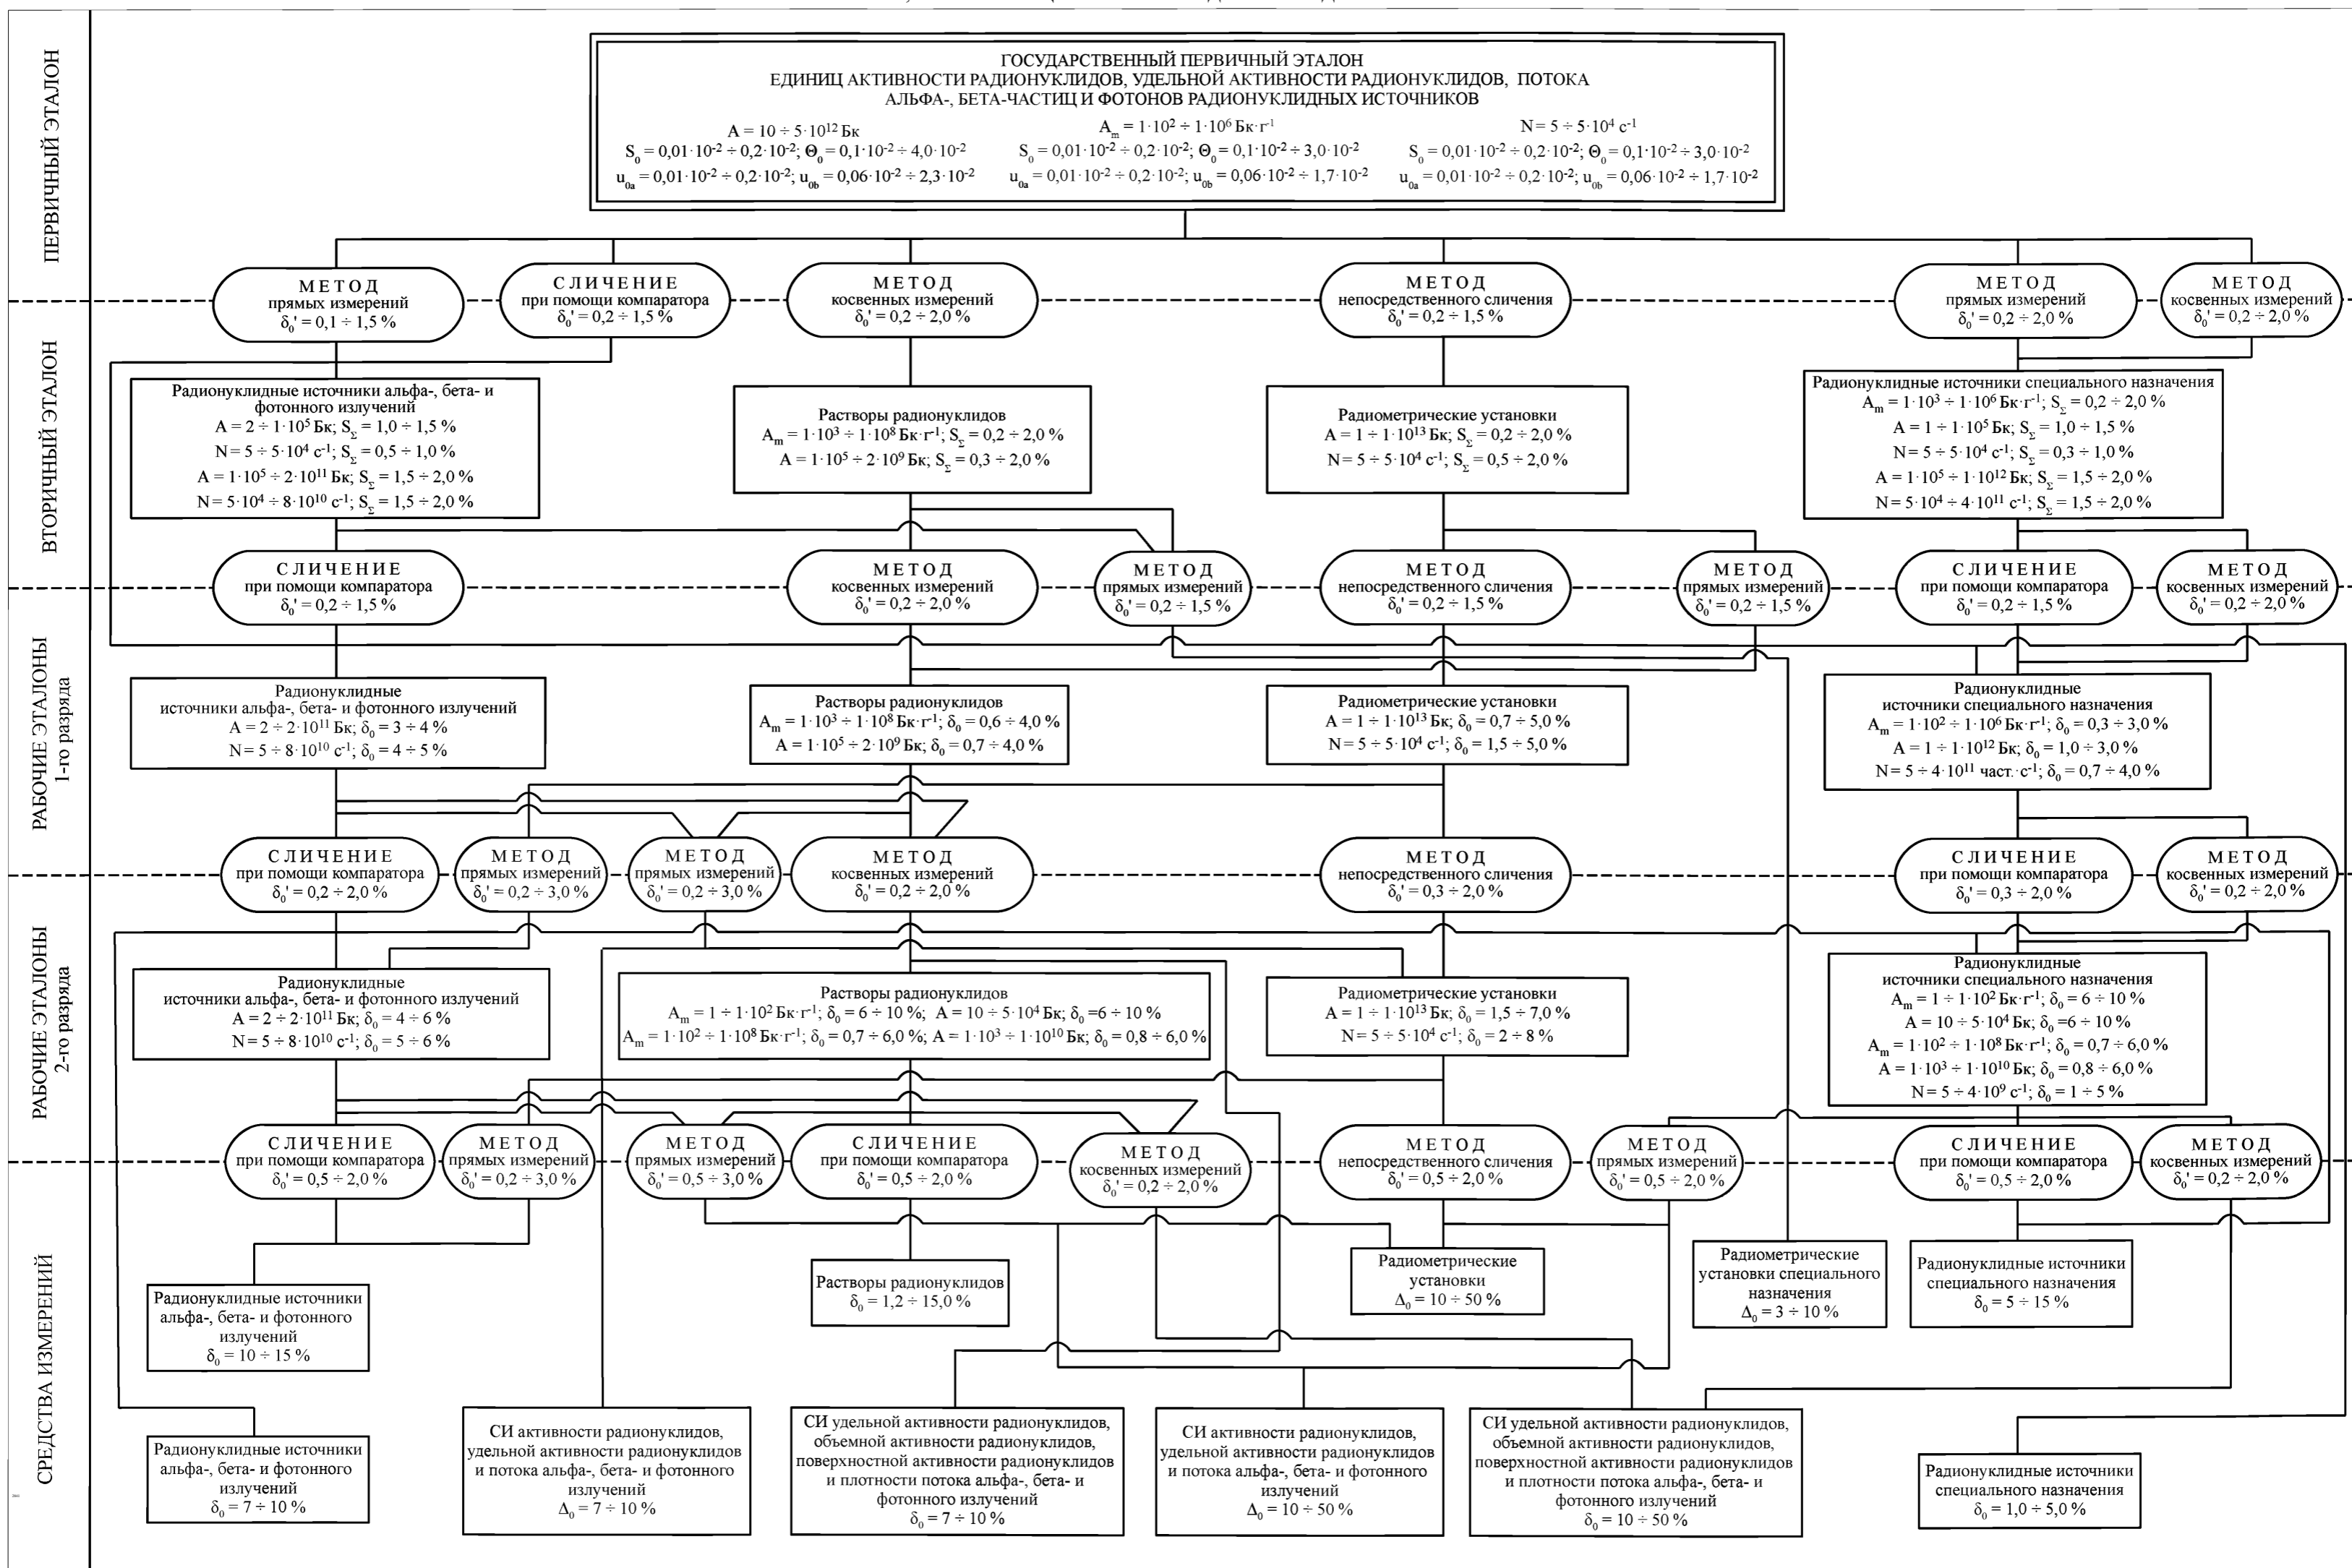 ПЕРВИЧНЫЙ ЭТАЛОН
ГОСУДАРСТВЕННЫЙ ПЕРВИЧНЫЙ ЭТАЛОН
ЕДИНИЦ АКТИВНОСТИ РАДИОНУКЛИДОВ, УДЕЛЬНОЙ АКТИВНОСТИ РАДИОНУКЛИДОВ, ПОТОКА
АЛЬФА-, БЕТА-ЧАСТИЦ И ФОТОНОВ РАДИОНУКЛИДНЫХ ИСТОЧНИКОВ
A = 10 ÷ 5·10¹² Бк
S₀ = 0,01·10⁻² ÷ 0,2·10⁻²; Θ₀ = 0,1·10⁻² ÷ 4,0·10⁻²
u₀ₐ = 0,01·10⁻² ÷ 0,2·10⁻²; u₀b = 0,06·10⁻² ÷ 2,3·10⁻²
Aₘ = 1·10² ÷ 1·10⁶ Бк·г⁻¹
S₀ = 0,01·10⁻² ÷ 0,2·10⁻²; Θ₀ = 0,1·10⁻² ÷ 3,0·10⁻²
u₀ₐ = 0,01·10⁻² ÷ 0,2·10⁻²; u₀b = 0,06·10⁻² ÷ 1,7·10⁻²
N = 5 ÷ 5·10⁴ с⁻¹
S₀ = 0,01·10⁻² ÷ 0,2·10⁻²; Θ₀ = 0,1·10⁻² ÷ 3,0·10⁻²
u₀ₐ = 0,01·10⁻² ÷ 0,2·10⁻²; u₀b = 0,06·10⁻² ÷ 1,7·10⁻²
МЕТОД
прямых измерений
δ₀' = 0,1 ÷ 1,5 %
СЛИЧЕНИЕ
при помощи компаратора
δ₀' = 0,2 ÷ 1,5 %
МЕТОД
косвенных измерений
δ₀' = 0,2 ÷ 2,0 %
МЕТОД
непосредственного сличения
δ₀' = 0,2 ÷ 1,5 %
МЕТОД
прямых измерений
δ₀' = 0,2 ÷ 2,0 %
МЕТОД
косвенных измерений
δ₀' = 0,2 ÷ 2,0 %
ВТОРИЧНЫЙ ЭТАЛОН
Радионуклидные источники альфа-, бета- и
фотонного излучений
A = 2 ÷ 1·10⁵ Бк; S_Σ = 1,0 ÷ 1,5 %
N = 5 ÷ 5·10⁴ с⁻¹; S_Σ = 0,5 ÷ 1,0 %
A = 1·10⁵ ÷ 2·10¹¹ Бк; S_Σ = 1,5 ÷ 2,0 %
N = 5·10⁴ ÷ 8·10¹⁰ с⁻¹; S_Σ = 1,5 ÷ 2,0 %
Растворы радионуклидов
Aₘ = 1·10³ ÷ 1·10⁸ Бк·г⁻¹; S_Σ = 0,2 ÷ 2,0 %
A = 1·10⁵ ÷ 2·10⁹ Бк; S_Σ = 0,3 ÷ 2,0 %
Радиометрические установки
A = 1 ÷ 1·10¹³ Бк; S_Σ = 0,2 ÷ 2,0 %
N = 5 ÷ 5·10⁴ с⁻¹; S_Σ = 0,5 ÷ 2,0 %
Радионуклидные источники специального назначения
Aₘ = 1·10³ ÷ 1·10⁶ Бк·г⁻¹; S_Σ = 0,2 ÷ 2,0 %
A = 1 ÷ 1·10⁵ Бк; S_Σ = 1,0 ÷ 1,5 %
N = 5 ÷ 5·10⁴ с⁻¹; S_Σ = 0,3 ÷ 1,0 %
A = 1·10⁵ ÷ 1·10¹² Бк; S_Σ = 1,5 ÷ 2,0 %
N = 5·10⁴ ÷ 4·10¹¹ с⁻¹; S_Σ = 1,5 ÷ 2,0 %
СЛИЧЕНИЕ
при помощи компаратора
δ₀' = 0,2 ÷ 1,5 %
МЕТОД
косвенных измерений
δ₀' = 0,2 ÷ 2,0 %
МЕТОД
прямых измерений
δ₀' = 0,2 ÷ 1,5 %
МЕТОД
непосредственного сличения
δ₀' = 0,2 ÷ 1,5 %
МЕТОД
прямых измерений
δ₀' = 0,2 ÷ 1,5 %
СЛИЧЕНИЕ
при помощи компаратора
δ₀' = 0,2 ÷ 1,5 %
МЕТОД
косвенных измерений
δ₀' = 0,2 ÷ 2,0 %
РАБОЧИЕ ЭТАЛОНЫ
1-го разряда
Радионуклидные
источники альфа-, бета- и фотонного излучений
A = 2 ÷ 2·10¹¹ Бк; δ₀ = 3 ÷ 4 %
N = 5 ÷ 8·10¹⁰ с⁻¹; δ₀ = 4 ÷ 5 %
Растворы радионуклидов
Aₘ = 1·10³ ÷ 1·10⁸ Бк·г⁻¹; δ₀ = 0,6 ÷ 4,0 %
A = 1·10⁵ ÷ 2·10⁹ Бк; δ₀ = 0,7 ÷ 4,0 %
Радиометрические установки
A = 1 ÷ 1·10¹³ Бк; δ₀ = 0,7 ÷ 5,0 %
N = 5 ÷ 5·10⁴ с⁻¹; δ₀ = 1,5 ÷ 5,0 %
Радионуклидные
источники специального назначения
Aₘ = 1·10² ÷ 1·10⁶ Бк·г⁻¹; δ₀ = 0,3 ÷ 3,0 %
A = 1 ÷ 1·10¹² Бк; δ₀ = 1,0 ÷ 3,0 %
N = 5 ÷ 4·10¹¹ част.·с⁻¹; δ₀ = 0,7 ÷ 4,0 %
СЛИЧЕНИЕ
при помощи компаратора
δ₀' = 0,2 ÷ 2,0 %
МЕТОД
прямых измерений
δ₀' = 0,2 ÷ 3,0 %
МЕТОД
прямых измерений
δ₀' = 0,2 ÷ 3,0 %
МЕТОД
косвенных измерений
δ₀' = 0,2 ÷ 2,0 %
МЕТОД
непосредственного сличения
δ₀' = 0,3 ÷ 2,0 %
СЛИЧЕНИЕ
при помощи компаратора
δ₀' = 0,3 ÷ 2,0 %
МЕТОД
косвенных измерений
δ₀' = 0,2 ÷ 2,0 %
РАБОЧИЕ ЭТАЛОНЫ
2-го разряда
Радионуклидные
источники альфа-, бета- и фотонного излучений
A = 2 ÷ 2·10¹¹ Бк; δ₀ = 4 ÷ 6 %
N = 5 ÷ 8·10¹⁰ с⁻¹; δ₀ = 5 ÷ 6 %
Растворы радионуклидов
Aₘ = 1 ÷ 1·10² Бк·г⁻¹; δ₀ = 6 ÷ 10 %; A = 10 ÷ 5·10⁴ Бк; δ₀ =6 ÷ 10 %
Aₘ = 1·10² ÷ 1·10⁸ Бк·г⁻¹; δ₀ = 0,7 ÷ 6,0 %; A = 1·10³ ÷ 1·10¹⁰ Бк; δ₀ = 0,8 ÷ 6,0 %
Радиометрические установки
A = 1 ÷ 1·10¹³ Бк; δ₀ = 1,5 ÷ 7,0 %
N = 5 ÷ 5·10⁴ с⁻¹; δ₀ = 2 ÷ 8 %
Радионуклидные
источники специального назначения
Aₘ = 1 ÷ 1·10² Бк·г⁻¹; δ₀ = 6 ÷ 10 %
A = 10 ÷ 5·10⁴ Бк; δ₀ =6 ÷ 10 %
Aₘ = 1·10² ÷ 1·10⁸ Бк·г⁻¹; δ₀ = 0,7 ÷ 6,0 %
A = 1·10³ ÷ 1·10¹⁰ Бк; δ₀ = 0,8 ÷ 6,0 %
N = 5 ÷ 4·10⁹ с⁻¹; δ₀ = 1 ÷ 5 %
СЛИЧЕНИЕ
при помощи компаратора
δ₀' = 0,5 ÷ 2,0 %
МЕТОД
прямых измерений
δ₀' = 0,2 ÷ 3,0 %
МЕТОД
прямых измерений
δ₀' = 0,5 ÷ 3,0 %
СЛИЧЕНИЕ
при помощи компаратора
δ₀' = 0,5 ÷ 2,0 %
МЕТОД
косвенных измерений
δ₀' = 0,2 ÷ 2,0 %
МЕТОД
непосредственного сличения
δ₀' = 0,5 ÷ 2,0 %
МЕТОД
прямых измерений
δ₀' = 0,5 ÷ 2,0 %
СЛИЧЕНИЕ
при помощи компаратора
δ₀' = 0,5 ÷ 2,0 %
МЕТОД
косвенных измерений
δ₀' = 0,2 ÷ 2,0 %
СРЕДСТВА ИЗМЕРЕНИЙ
Радионуклидные источники
альфа-, бета- и фотонного
излучений
δ₀ = 10 ÷ 15 %
Растворы радионуклидов
δ₀ = 1,2 ÷ 15,0 %
Радиометрические
установки
Δ₀ = 10 ÷ 50 %
Радиометрические
установки специального
назначения
Δ₀ = 3 ÷ 10 %
Радионуклидные источники
специального назначения
δ₀ = 5 ÷ 15 %
Радионуклидные источники
альфа-, бета- и фотонного
излучений
δ₀ = 7 ÷ 10 %
СИ активности радионуклидов,
удельной активности радионуклидов
и потока альфа-, бета- и фотонного
излучений
Δ₀ = 7 ÷ 10 %
СИ удельной активности радионуклидов,
объемной активности радионуклидов,
поверхностной активности радионуклидов
и плотности потока альфа-, бета- и
фотонного излучений
δ₀ = 7 ÷ 10 %
СИ активности радионуклидов,
удельной активности радионуклидов
и потока альфа-, бета- и фотонного
излучений
Δ₀ = 10 ÷ 50 %
СИ удельной активности радионуклидов,
объемной активности радионуклидов,
поверхностной активности радионуклидов
и плотности потока альфа-, бета- и
фотонного излучений
δ₀ = 10 ÷ 50 %
Радионуклидные источники
специального назначения
δ₀ = 1,0 ÷ 5,0 %